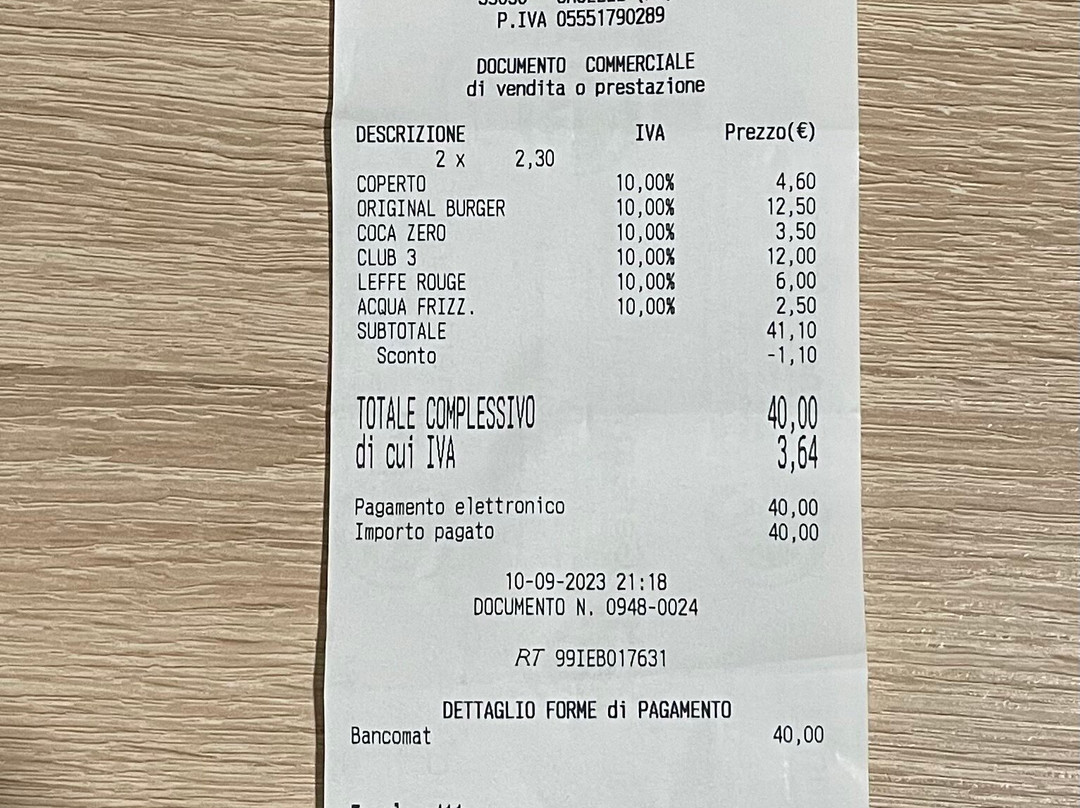 P.IVA 05551790289
DOCUMENTO COMMERCIALE
di vendita o prestazione
DESCRIZIONE IVA Prezzo(€)
2 x 2,30
COPERTO 10,00% 4,60
ORIGINAL BURGER 10,00% 12,50
COCA ZERO 10,00% 3,50
CLUB 3 10,00% 12,00
LEFFE ROUGE 10,00% 6,00
ACQUA FRIZZ. 10,00% 2,50
SUBTOTALE 41,10
Sconto -1,10
TOTALE COMPLESSIVO 40,00
di cui IVA 3,64
Pagamento elettronico 40,00
Importo pagato 40,00
10-09-2023 21:18
DOCUMENTO N. 0948-0024
RT 99IEB017631
DETTAGLIO FORME di PAGAMENTO
Bancomat 40,00